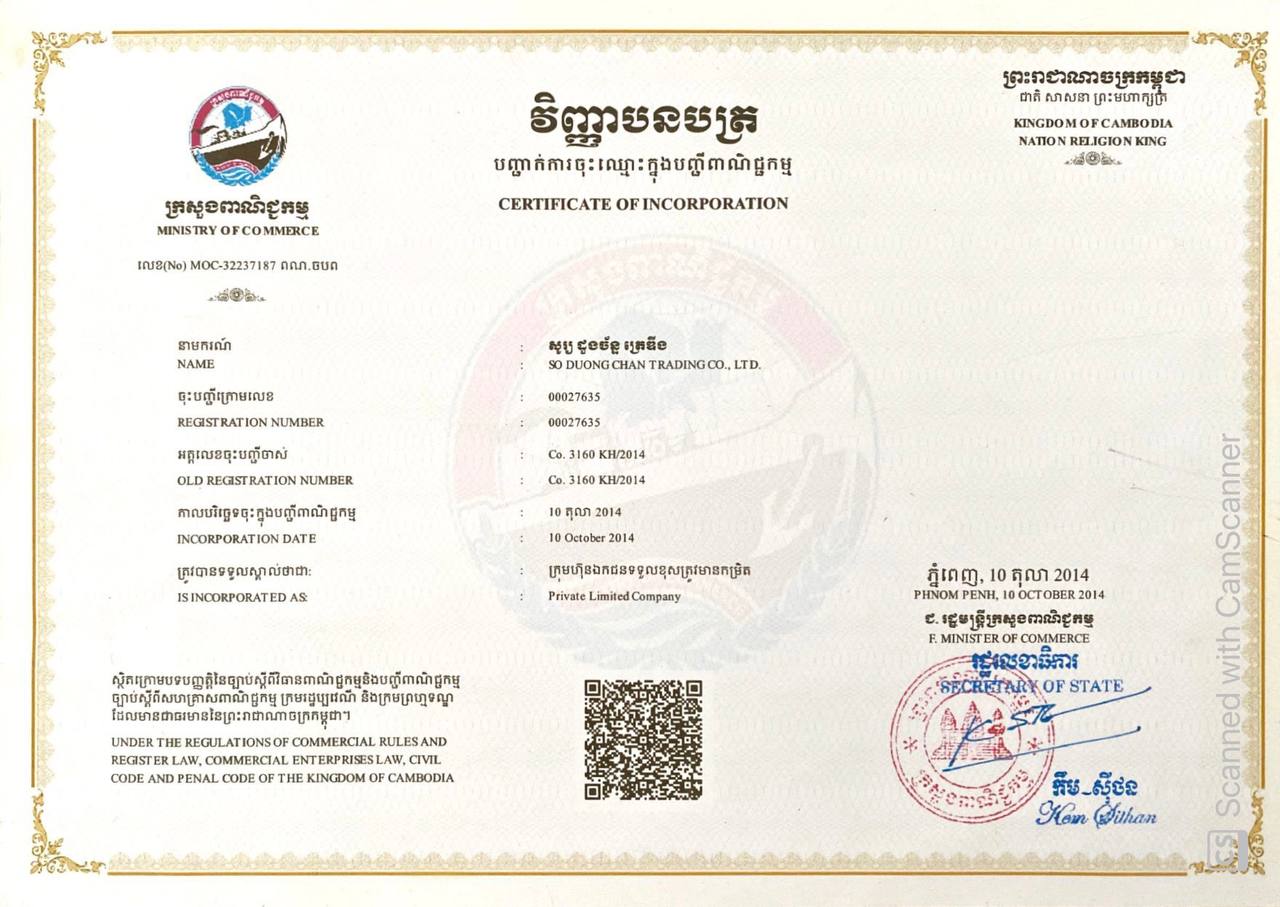 ព្រះរាជាណាចក្រកម្ពុជា
ជាតិ សាសនា ព្រះមហាក្សត្រ
KINGDOM OF CAMBODIA
NATION RELIGION KING
វិញ្ញាបនបត្រ
បញ្ជាក់ការចុះឈ្មោះក្នុងបញ្ជីពាណិជ្ជកម្ម
CERTIFICATE OF INCORPORATION
ក្រសួងពាណិជ្ជកម្ម
MINISTRY OF COMMERCE
លេខ(No) MOC-32237187 ពណ.ចបព
នាមករណ៍ : សូប្ឫ ដួងច័ន្ទ ត្រេឌីង
NAME : SO DUONG CHAN TRADING CO., LTD.
ចុះបញ្ជីក្រោមលេខ : 00027635
REGISTRATION NUMBER : 00027635
អត្តលេខចុះបញ្ជីចាស់ : Co. 3160 KH/2014
OLD REGISTRATION NUMBER : Co. 3160 KH/2014
កាលបរិច្ឆេទចុះក្នុងបញ្ជីពាណិជ្ជកម្ម : 10 តុលា 2014
INCORPORATION DATE : 10 October 2014
ត្រូវបានទទួលស្គាល់ថាជា: : ក្រុមហ៊ុនឯកជនទទួលខុសត្រូវមានកម្រិត
IS INCORPORATED AS: : Private Limited Company
ភ្នំពេញ, 10 តុលា 2014
PHNOM PENH, 10 OCTOBER 2014
ជ. រដ្ឋមន្ត្រីក្រសួងពាណិជ្ជកម្ម
F. MINISTER OF COMMERCE
រដ្ឋលេខាធិការ
SECRETARY OF STATE
ក្រសួងពាណិជ្ជកម្ម
កឹម-ស៊ីថន
Kem Sithan
ស្ថិតក្រោមបទបញ្ញត្តិនៃច្បាប់ស្តីពីវិធានពាណិជ្ជកម្មនិងបញ្ជីពាណិជ្ជកម្ម
ច្បាប់ស្តីពីសហគ្រាសពាណិជ្ជកម្ម ក្រមរដ្ឋប្បវេណី និងក្រមព្រហ្មទណ្ឌ
ដែលមានជាធរមាននៃព្រះរាជាណាចក្រកម្ពុជា។
UNDER THE REGULATIONS OF COMMERCIAL RULES AND
REGISTER LAW, COMMERCIAL ENTERPRISES LAW, CIVIL
CODE AND PENAL CODE OF THE KINGDOM OF CAMBODIA
CS Scanned with CamScanner